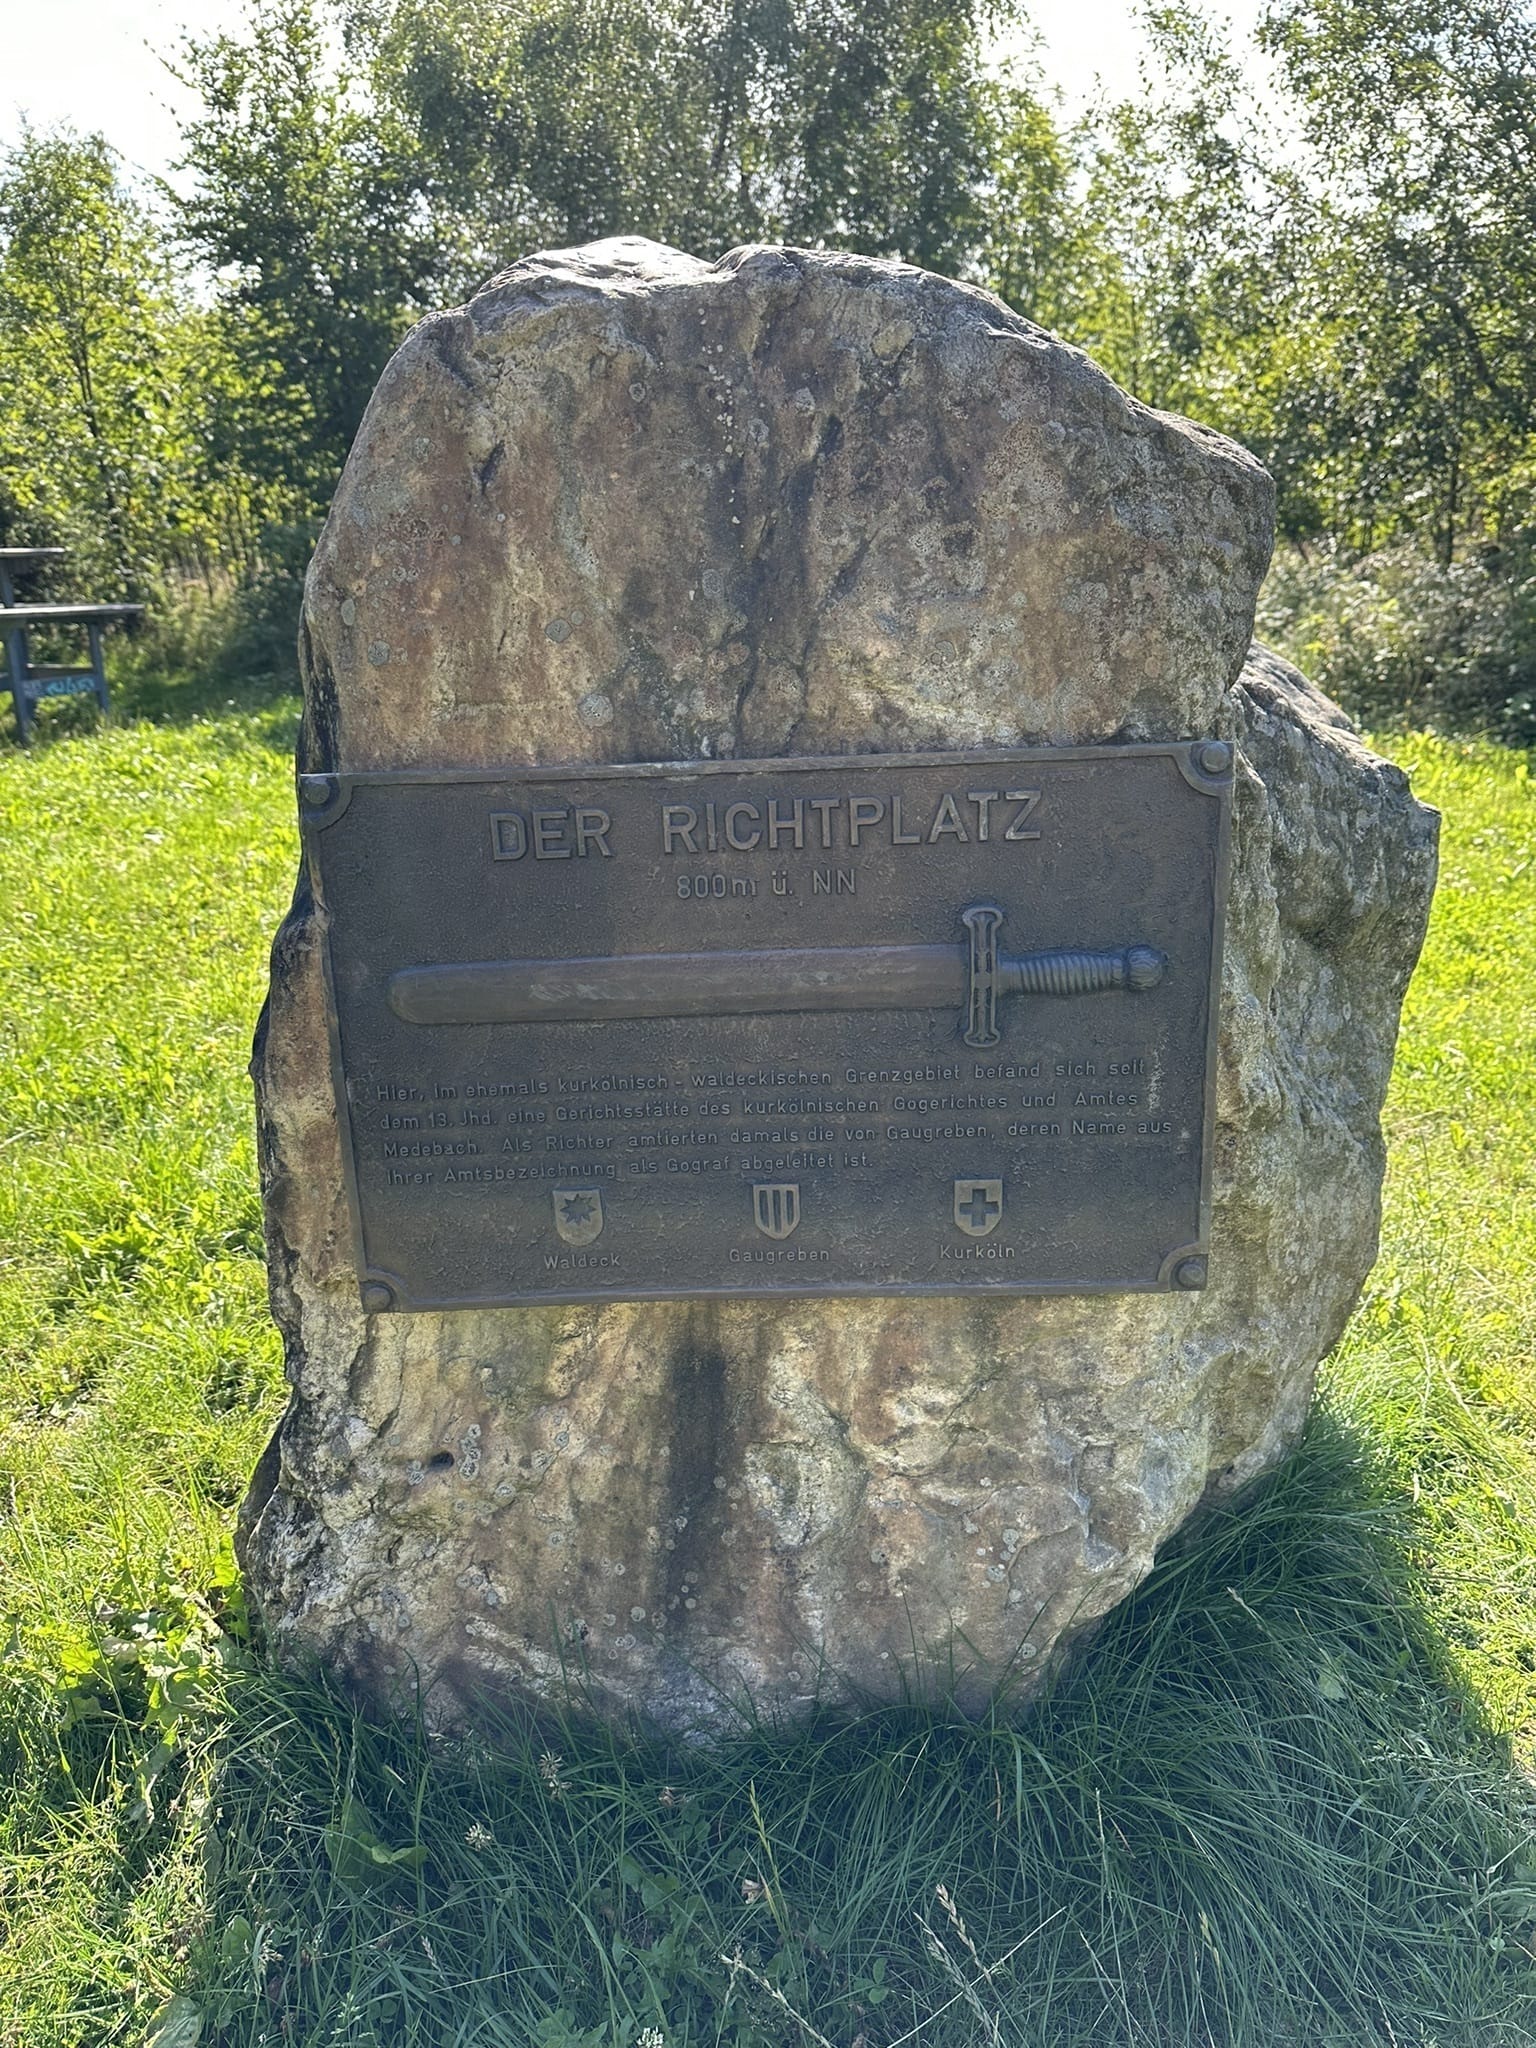 DER RICHTPLATZ
800m ü. NN
Hier, im ehemals kurkölnisch - waldeckischen Grenzgebiet befand sich seit
dem 13. Jhd. eine Gerichtsstätte des kurkölnischen Gogerichtes und Amtes
Medebach. Als Richter amtierten damals die von Gaugreben, deren Name aus
Ihrer Amtsbezeichnung als Gograf abgeleitet ist.
Waldeck Gaugreben Kurköln